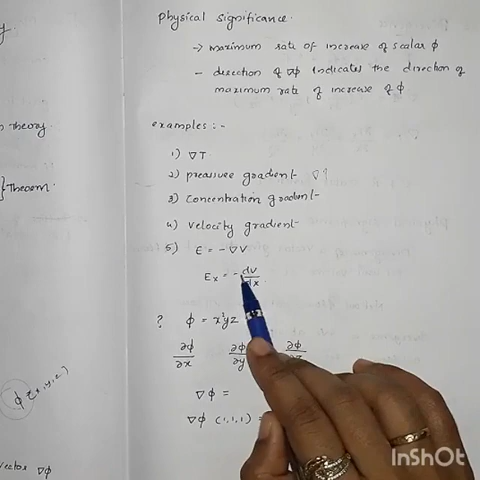 y.
Physical significance.
→ maximum rate of increase of scalar ϕ
- direction of ∇ϕ indicates the direction of
maximum rate of increase of ϕ.
n Theory
} Theorem.
examples :-
1) ∇T
2) pressure gradient ∇P
3) concentration gradient
4) velocity gradient
5) E = -∇V
Ex = - dv/dx
? ϕ = x²yz
∂ϕ/∂x ∂ϕ/∂y ∂ϕ/∂z
ϕ (x, y, z)
∇ϕ =
∇ϕ (1, 1, 1) =
vector ∇ϕ
InShOt